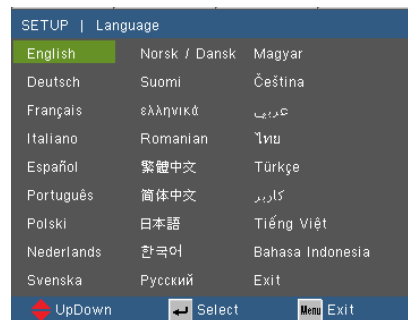 SETUP | Language
English Norsk / Dansk Magyar
Deutsch Suomi Čeština
Français ελληνικά عربي
Italiano Romanian ไทย
Español 繁體中文 Türkçe
Português 简体中文 کاربر
Polski 日本語 Tiếng Việt
Nederlands 한국어 Bahasa Indonesia
Svenska Русский Exit
UpDown Select Menu Exit